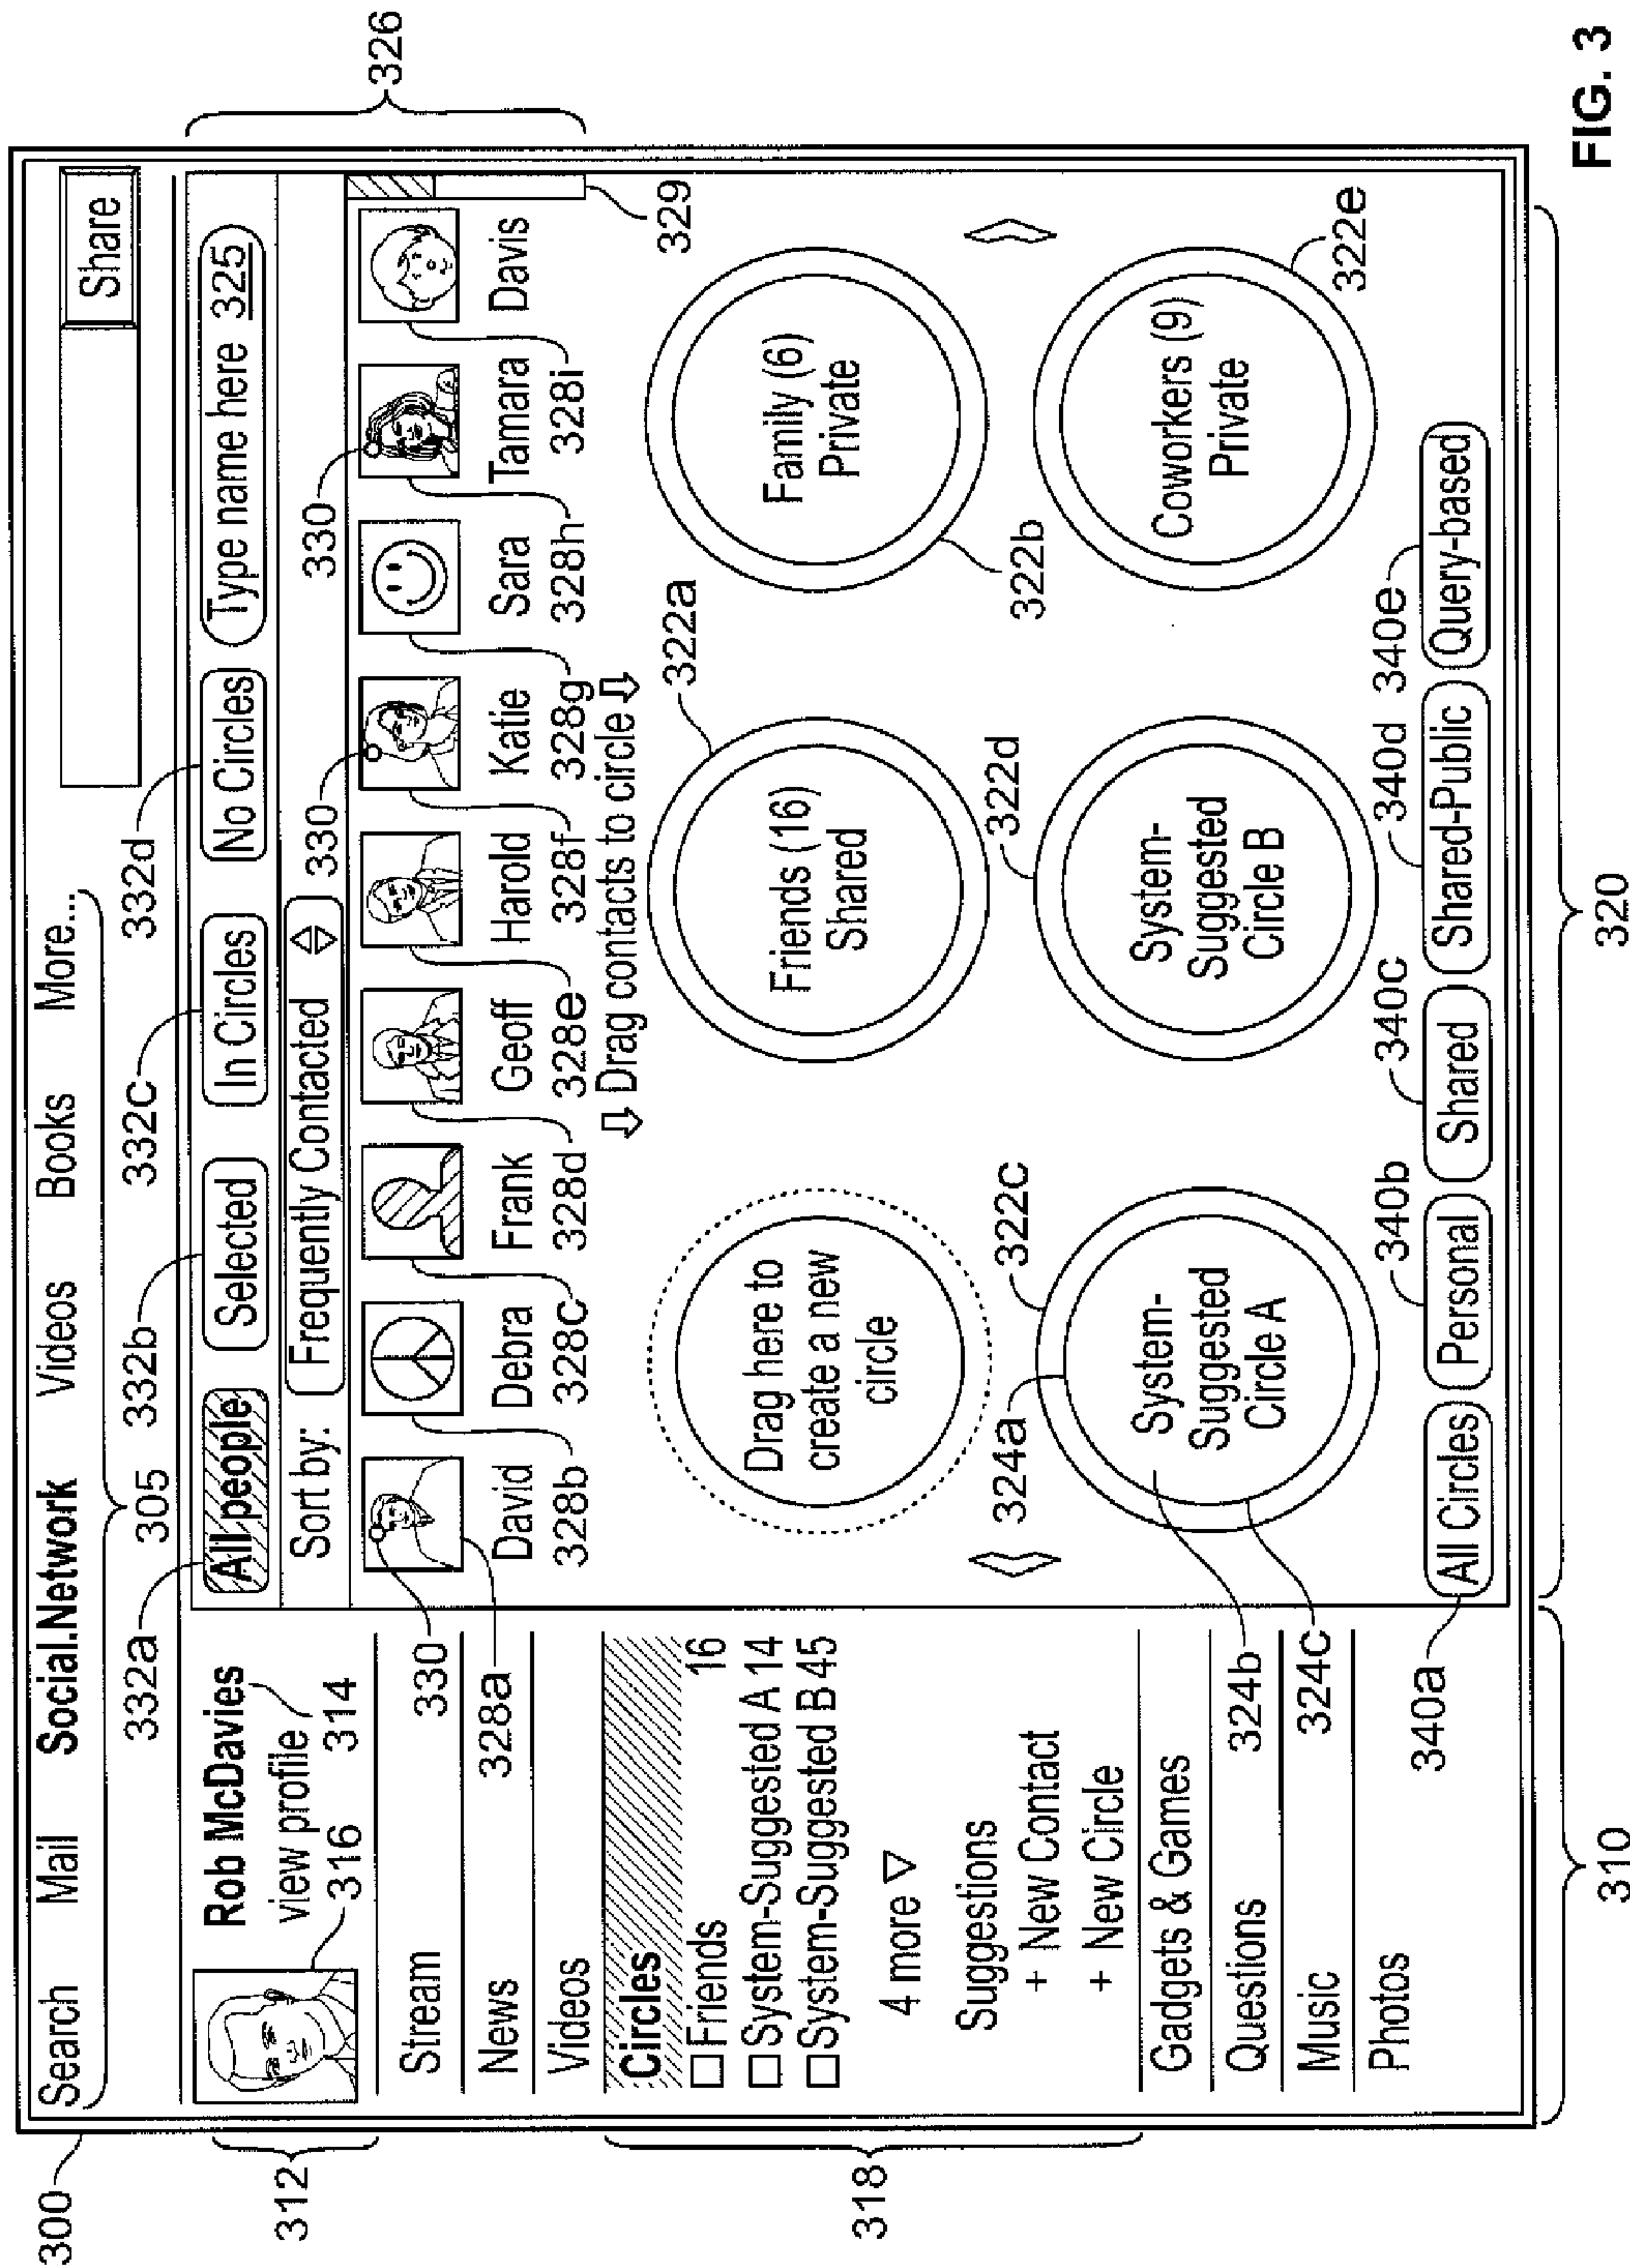 300
Search Mail Social.Network Videos Books More...
Share
305
332a 332b 332c 332d
312
Rob McDavies
view profile
316 314
All people Selected In Circles No Circles Type name here 325
Sort by: Frequently Contacted
326
330 330 330
Stream
News
Videos
328a
David Debra Frank Geoff Harold Katie Sara Tamara Davis
328b 328c 328d 328e 328f 328g 328h 328i
329
Drag contacts to circle
318
Circles
Friends 16
System-Suggested A 14
System-Suggested B 45
4 more
Suggestions
+ New Contact
+ New Circle
Gadgets & Games
Questions
Music
Photos
322a
Drag here to
create a new
circle
Friends (16)
Shared
Family (6)
Private
322b
324a 322c
322d
322e
System-
Suggested
Circle A
System-
Suggested
Circle B
Coworkers (9)
Private
324b
324c
340a 340b 340c 340d 340e
All Circles Personal Shared Shared-Public Query-based
310 320
FIG. 3